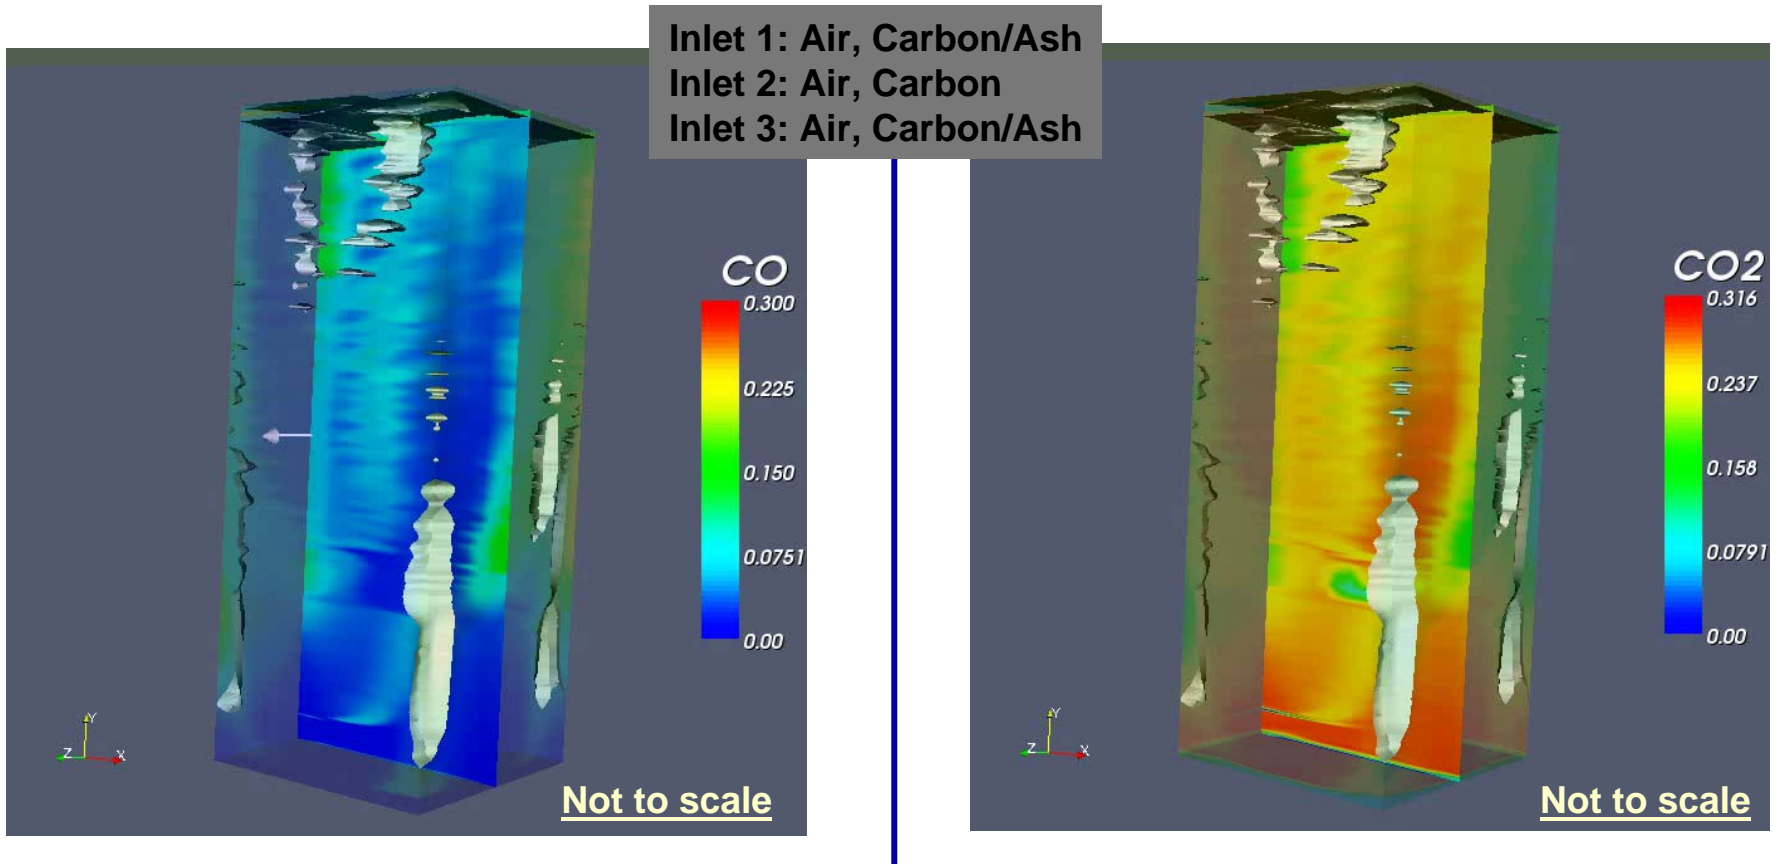 Inlet 1: Air, Carbon/Ash
Inlet 2: Air, Carbon
Inlet 3: Air, Carbon/Ash
CO
0.300
0.225
0.150
0.0751
0.00
Y
Z
X
Not to scale
CO2
0.316
0.237
0.158
0.0791
0.00
Y
Z
X
Not to scale